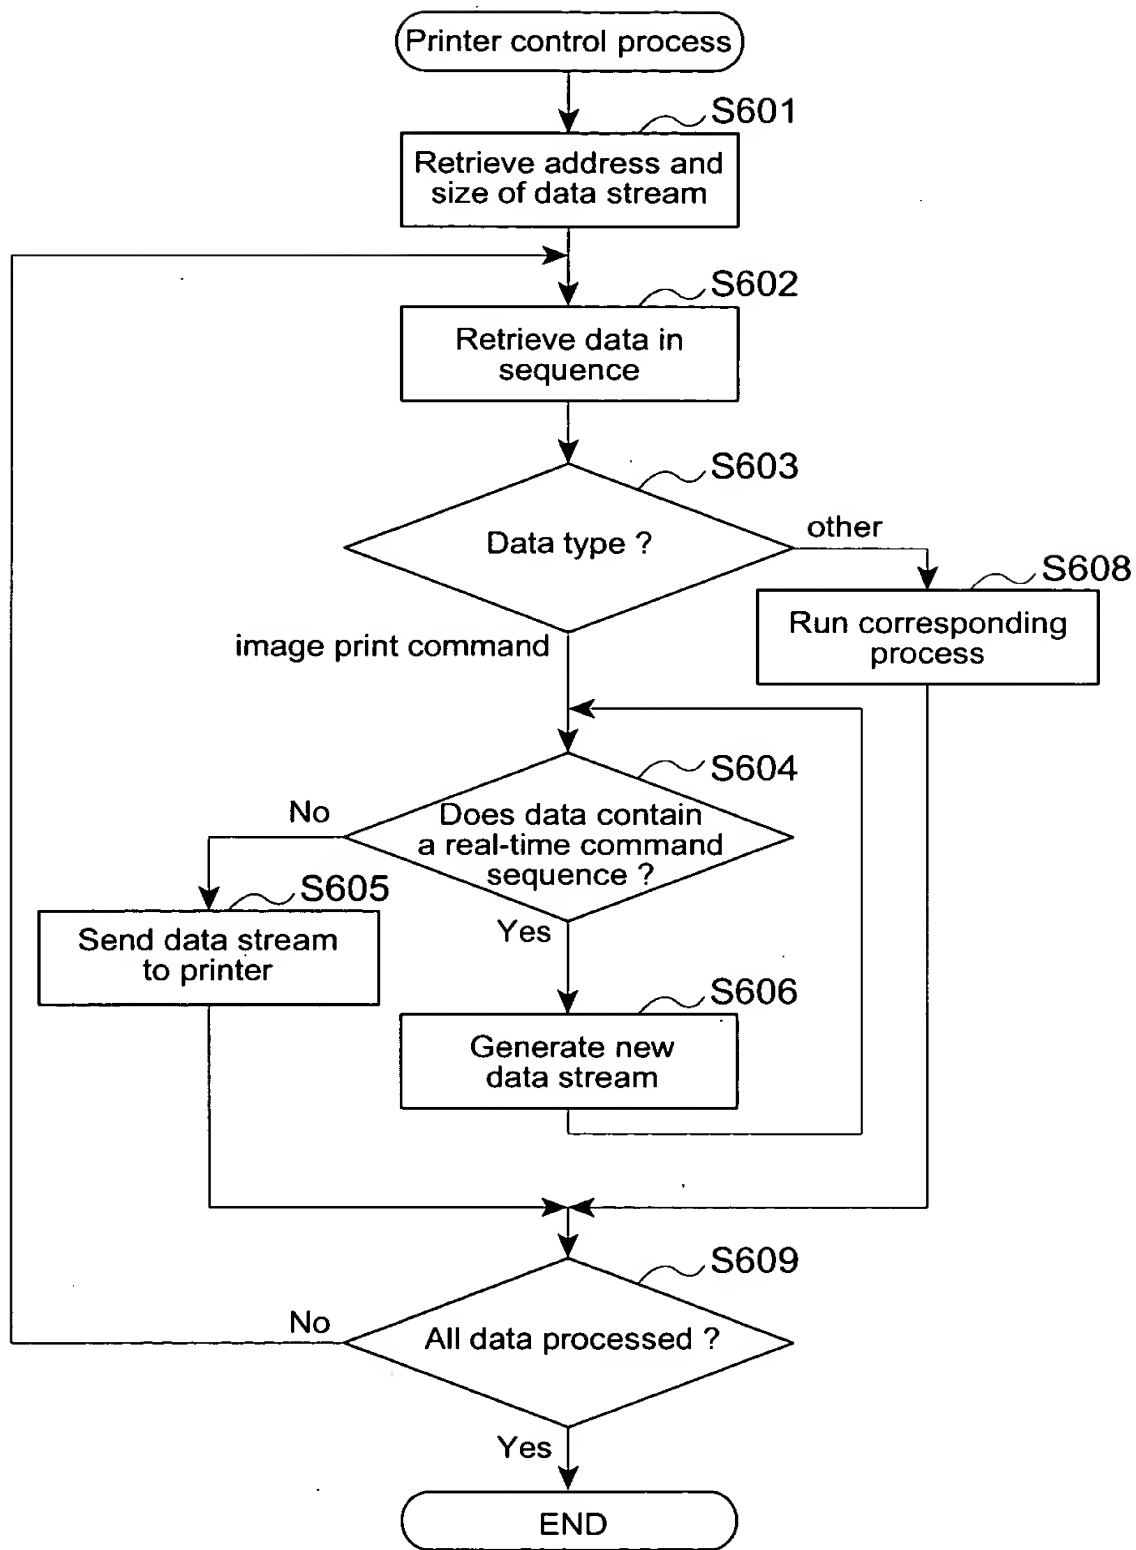 Printer control process
S601
Retrieve address and
size of data stream
S602
Retrieve data in
sequence
S603
Data type ?
other
S608
image print command
Run corresponding
process
S604
No
Does data contain
a real-time command
sequence ?
S605
Yes
Send data stream
to printer
S606
Generate new
data stream
S609
No
All data processed ?
Yes
END